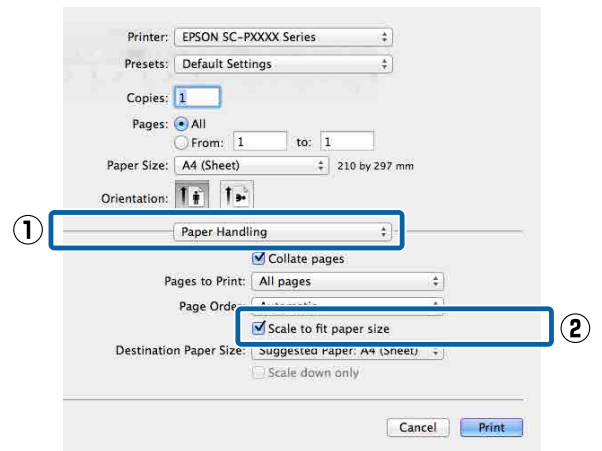 Printer: EPSON SC-PXXXX Series
Presets: Default Settings
Copies: 1
Pages: All
From: 1 to: 1
Paper Size: A4 (Sheet) 210 by 297 mm
Orientation:
① Paper Handling
Collate pages
Pages to Print: All pages
Page Order: Automatic
Scale to fit paper size ②
Destination Paper Size: Suggested Paper: A4 (Sheet)
Scale down only
Cancel Print